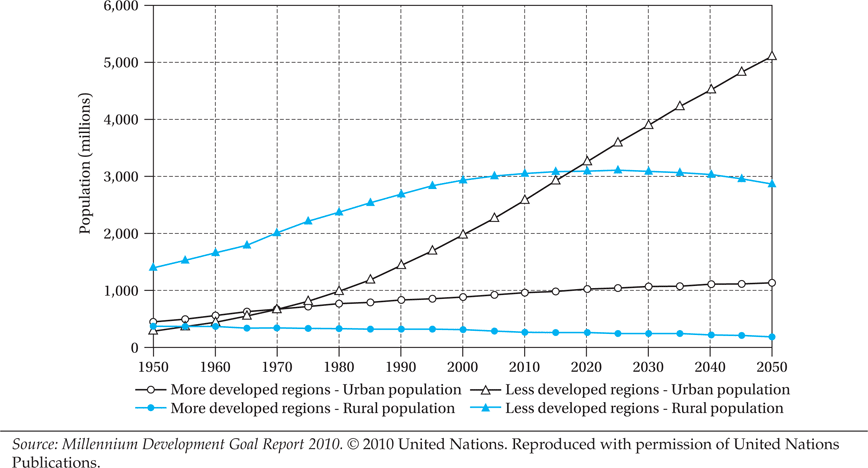 6,000
5,000
4,000
3,000
2,000
1,000
0
Population (millions)
1950 1960 1970 1980 1990 2000 2010 2020 2030 2040 2050
More developed regions - Urban population Less developed regions - Urban population
More developed regions - Rural population Less developed regions - Rural population
Source: Millennium Development Goal Report 2010. © 2010 United Nations. Reproduced with permission of United Nations
Publications.